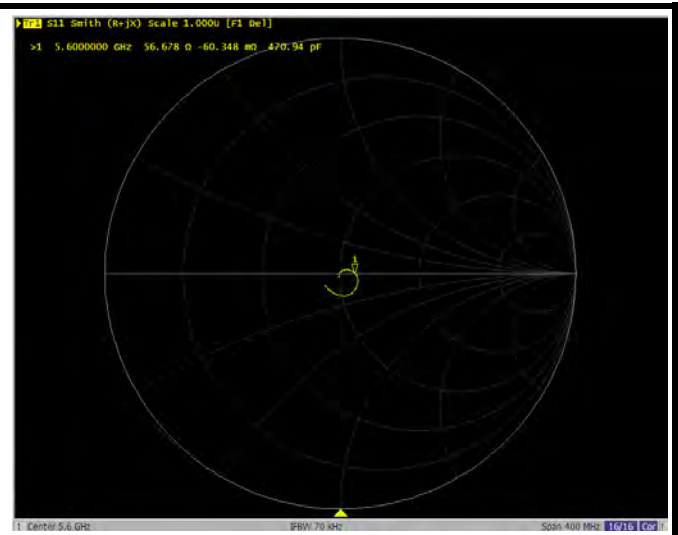 Tr1 S11 Smith (R+jX) Scale 1.000U [F1 Del]
>1 5.6000000 GHz 56.678 Ω -60.348 mΩ 470.94 pF
1
1 Center 5.6 GHz IFBW 70 kHz Span 400 MHz 16/16 Cor !